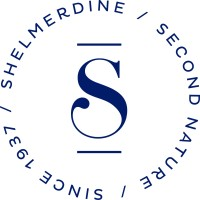 SHELMERDINE / SECOND NATURE / SINCE 1937 /
S